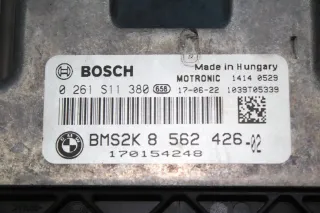 BOSCH
Made in Hungary
MOTRONIC 1414 0529
0 261 S11 380 656 17-06-22 1039T05339
BMS2K 8 562 426-02
170154248